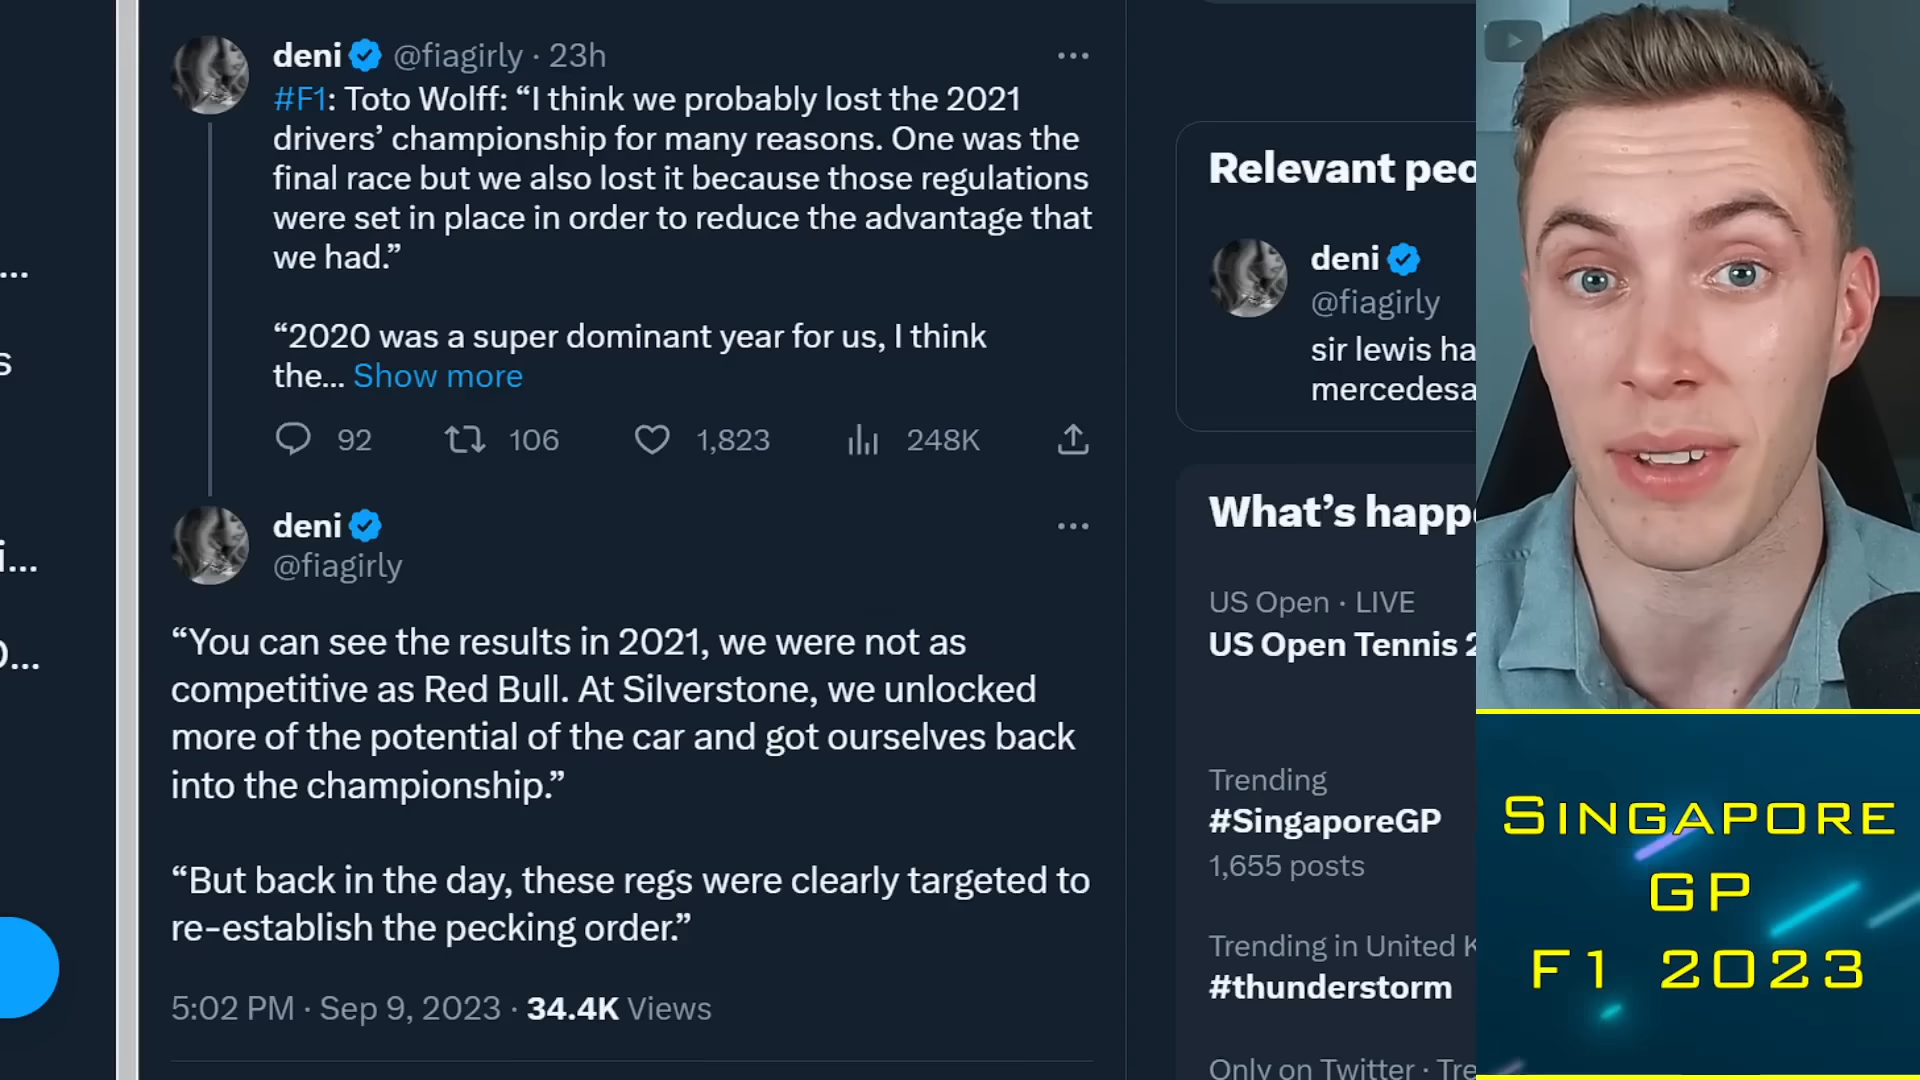 deni @fiagirly · 23h
#F1: Toto Wolff: “I think we probably lost the 2021
drivers’ championship for many reasons. One was the
final race but we also lost it because those regulations
were set in place in order to reduce the advantage that
we had.”
“2020 was a super dominant year for us, I think
the... Show more
92 106 1,823 248K
deni
@fiagirly
“You can see the results in 2021, we were not as
competitive as Red Bull. At Silverstone, we unlocked
more of the potential of the car and got ourselves back
into the championship.”
“But back in the day, these regs were clearly targeted to
re-establish the pecking order.”
5:02 PM · Sep 9, 2023 · 34.4K Views
Relevant peo
deni
@fiagirly
sir lewis ha
mercedesa
What’s happe
US Open · LIVE
US Open Tennis 2
Trending
#SingaporeGP
1,655 posts
Trending in United K
#thunderstorm
Only on Twitter · Tre
SINGAPORE
GP
F1 2023